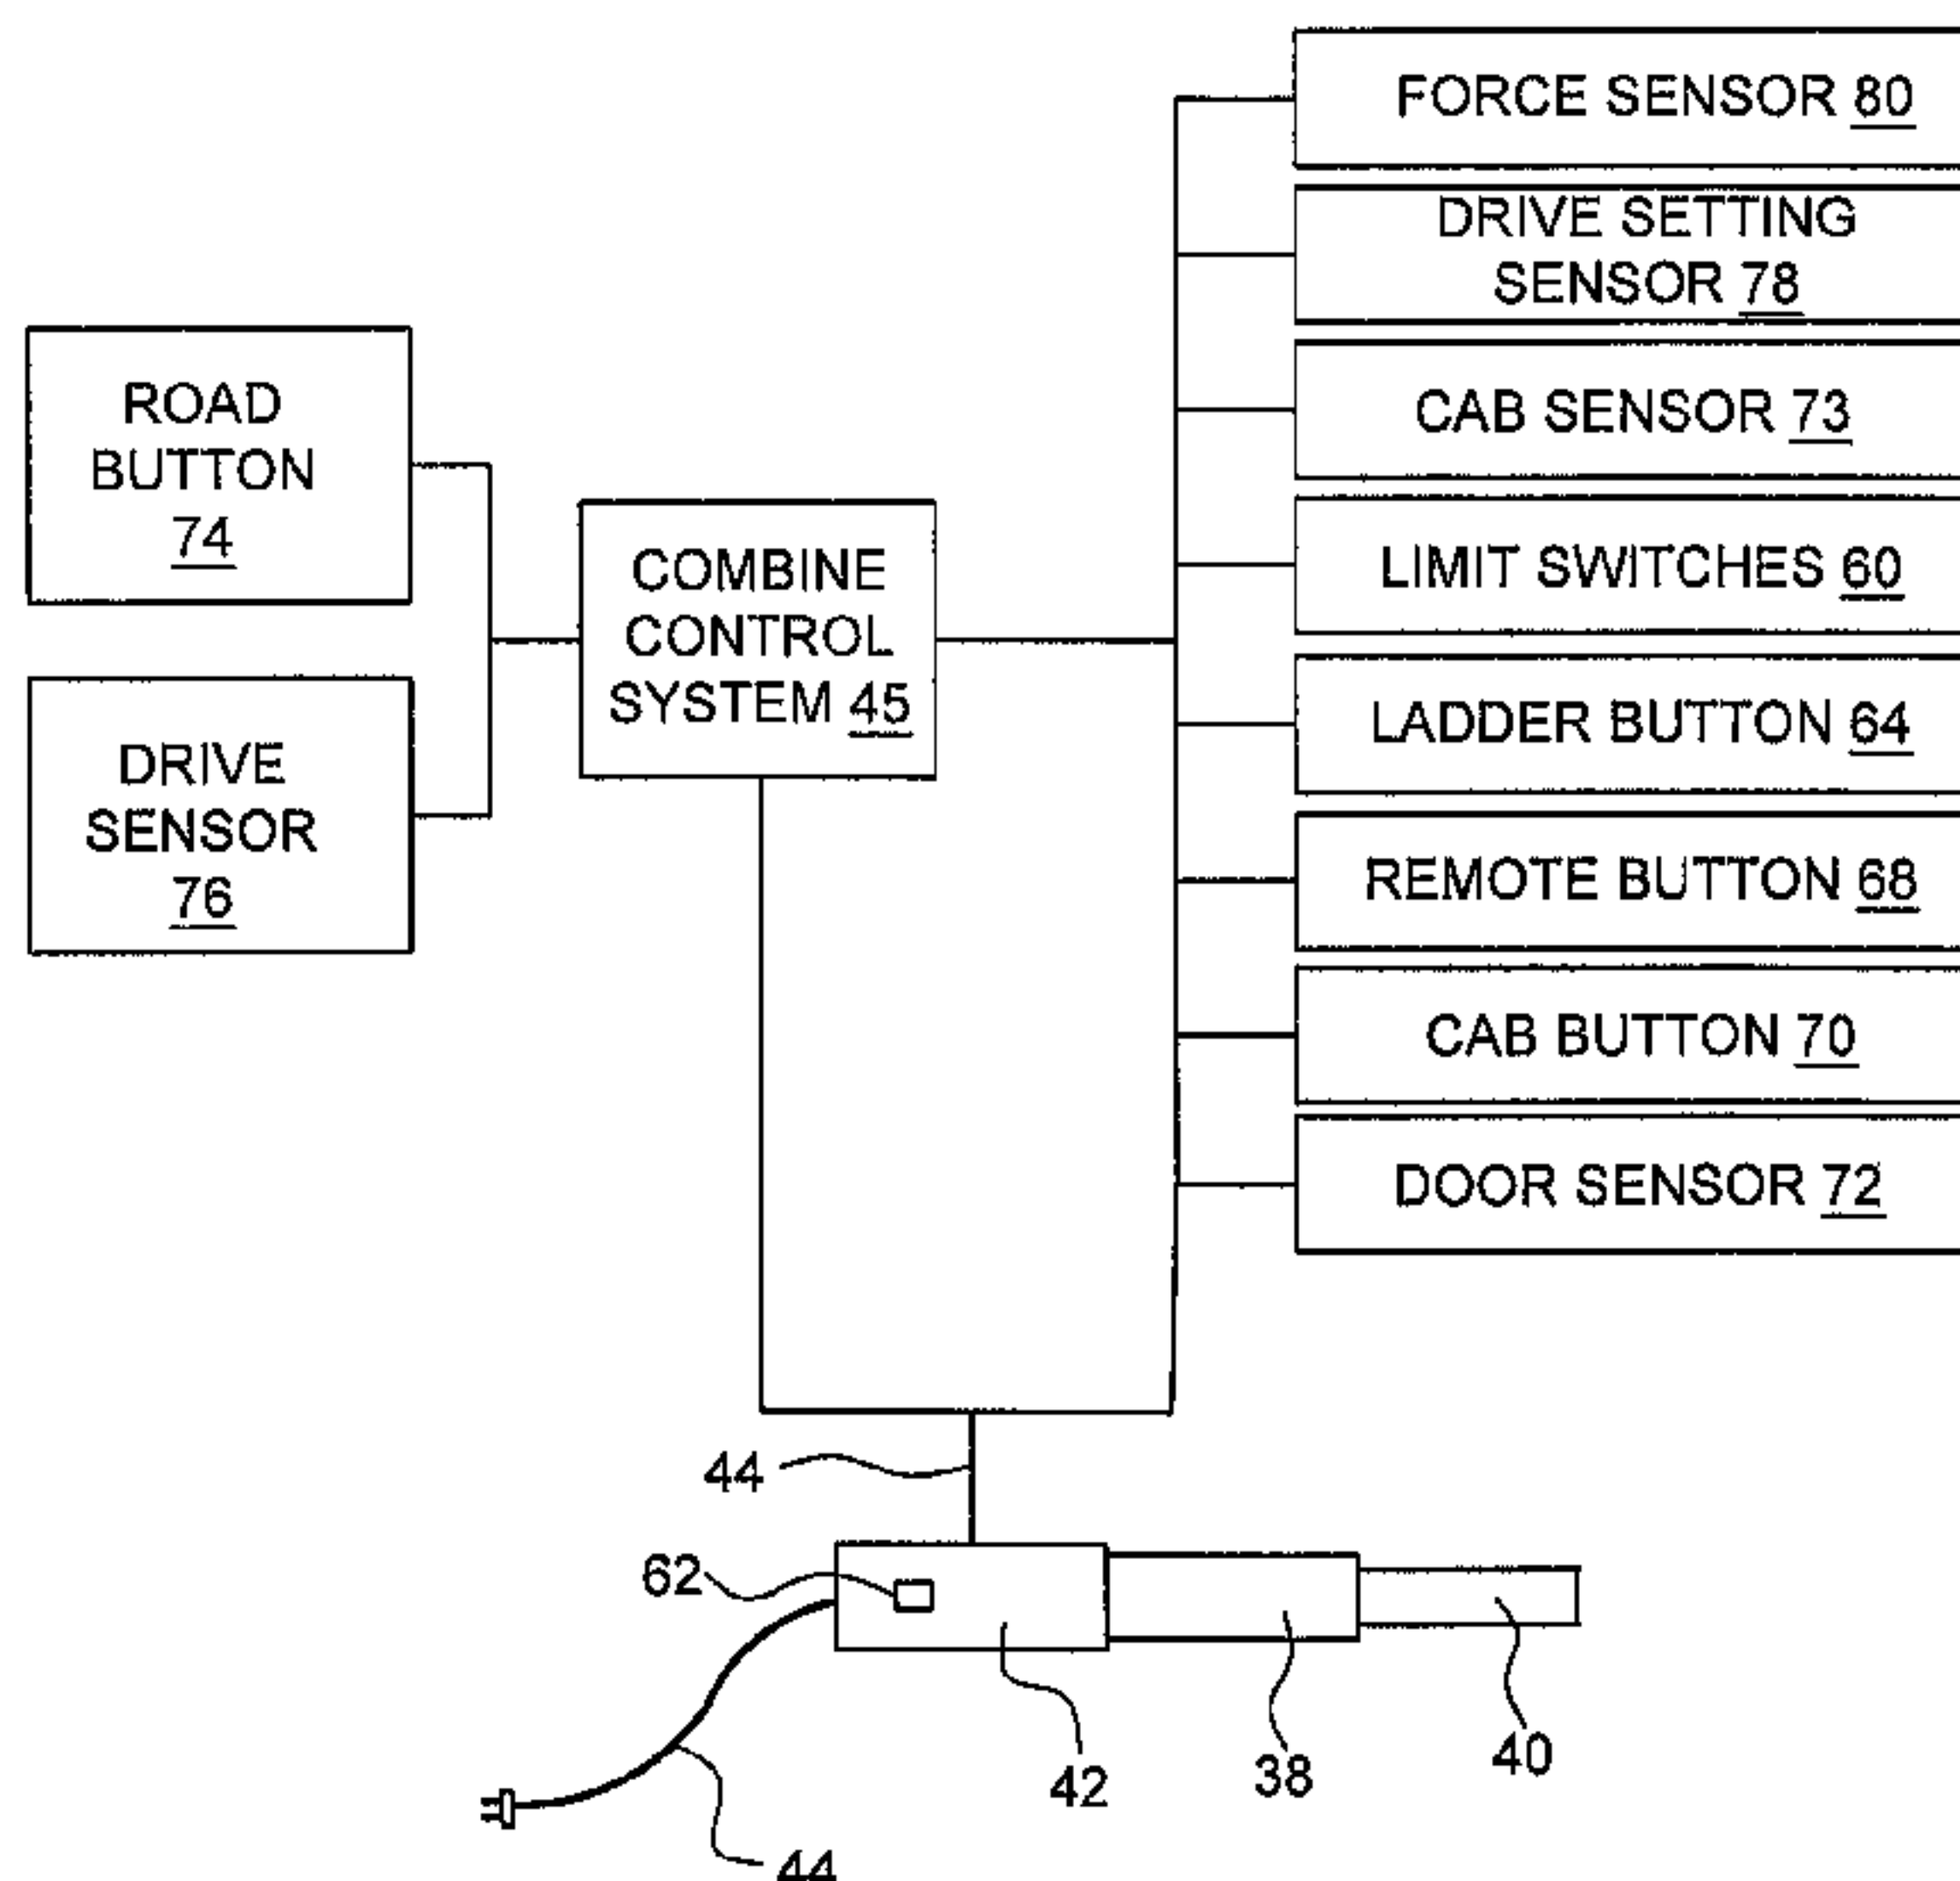 FORCE SENSOR 80
DRIVE SETTING
SENSOR 78
CAB SENSOR 73
LIMIT SWITCHES 60
LADDER BUTTON 64
REMOTE BUTTON 68
CAB BUTTON 70
DOOR SENSOR 72
ROAD
BUTTON
74
DRIVE
SENSOR
76
COMBINE
CONTROL
SYSTEM 45
44
62
42
38
40
44